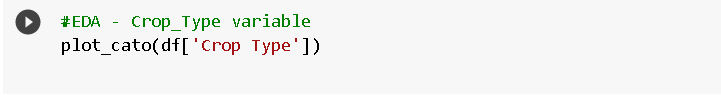 #EDA - Crop_Type variable
plot_cato(df['Crop Type'])